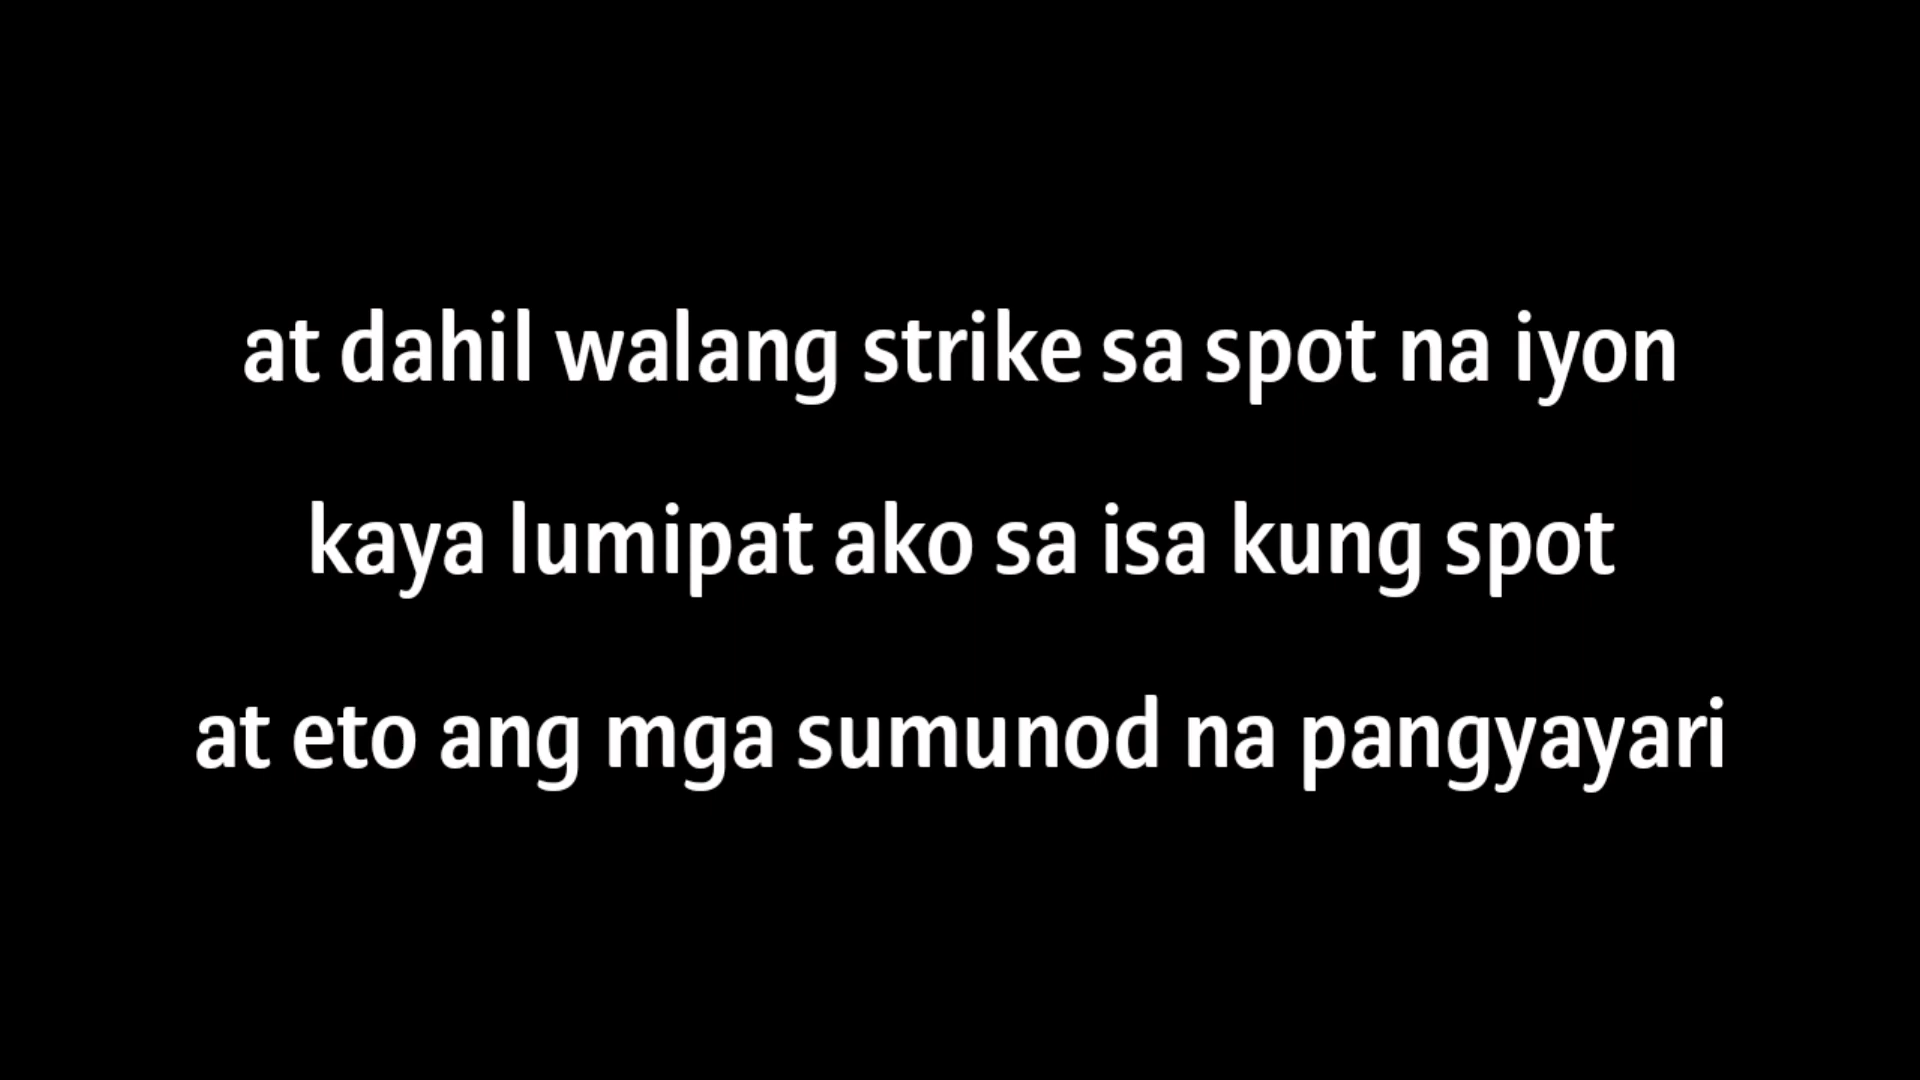 at dahil walang strike sa spot na iyon
kaya lumipat ako sa isa kung spot
at eto ang mga sumunod na pangyayari